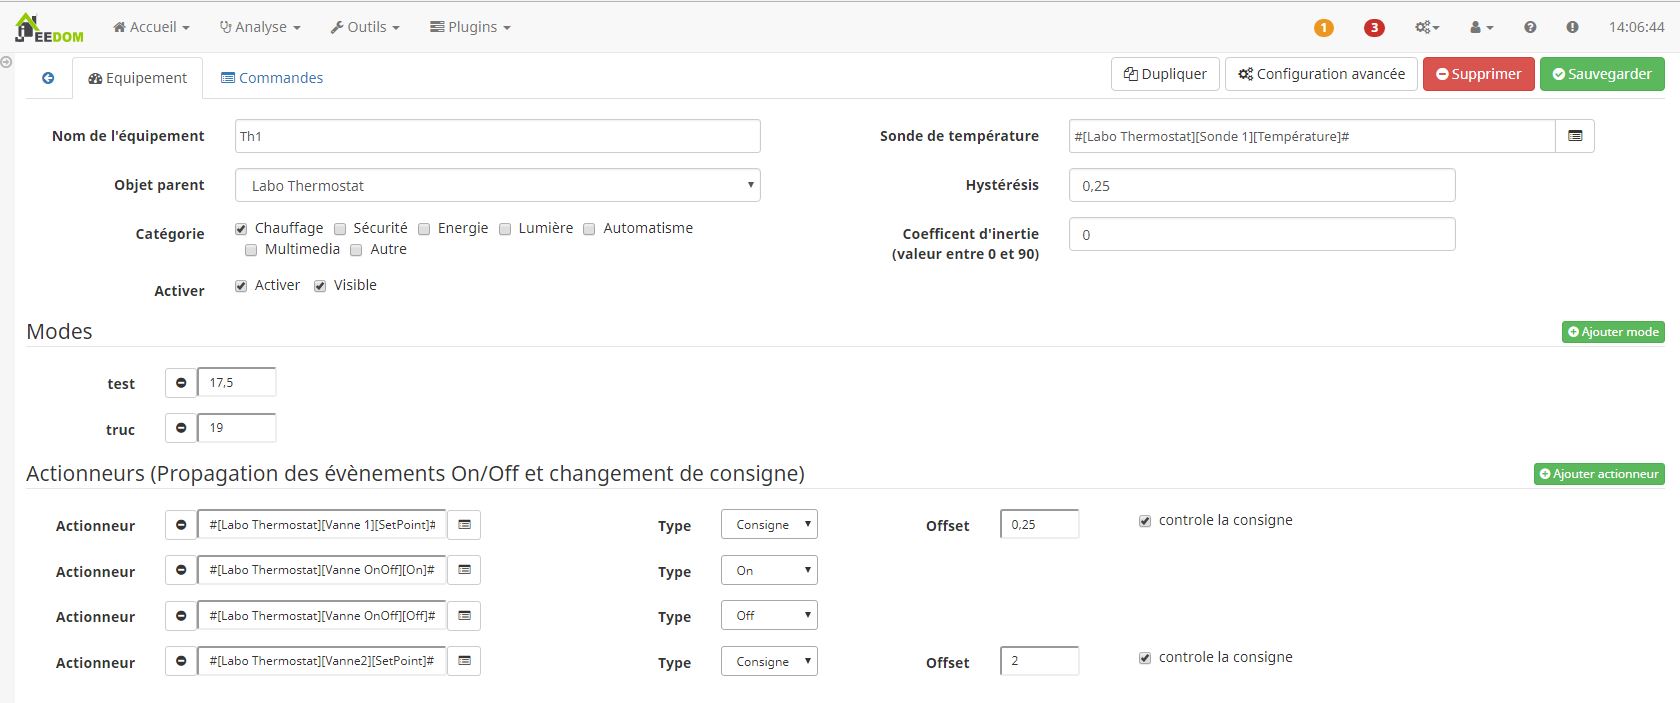 JEEDOM Accueil Analyse Outils Plugins 1 3 14:06:44
Equipement Commandes Dupliquer Configuration avancée Supprimer Sauvegarder
Nom de l'équipement Th1 Sonde de température #[Labo Thermostat][Sonde 1][Température]#
Objet parent Labo Thermostat Hystérésis 0,25
Catégorie Chauffage Sécurité Energie Lumière Automatisme Coefficent d'inertie 0
Multimedia Autre (valeur entre 0 et 90)
Activer Activer Visible
Modes Ajouter mode
test 17,5
truc 19
Actionneurs (Propagation des évènements On/Off et changement de consigne) Ajouter actionneur
Actionneur #[Labo Thermostat][Vanne 1][SetPoint]# Type Consigne Offset 0,25 controle la consigne
Actionneur #[Labo Thermostat][Vanne OnOff][On]# Type On
Actionneur #[Labo Thermostat][Vanne OnOff][Off]# Type Off
Actionneur #[Labo Thermostat][Vanne2][SetPoint]# Type Consigne Offset 2 controle la consigne